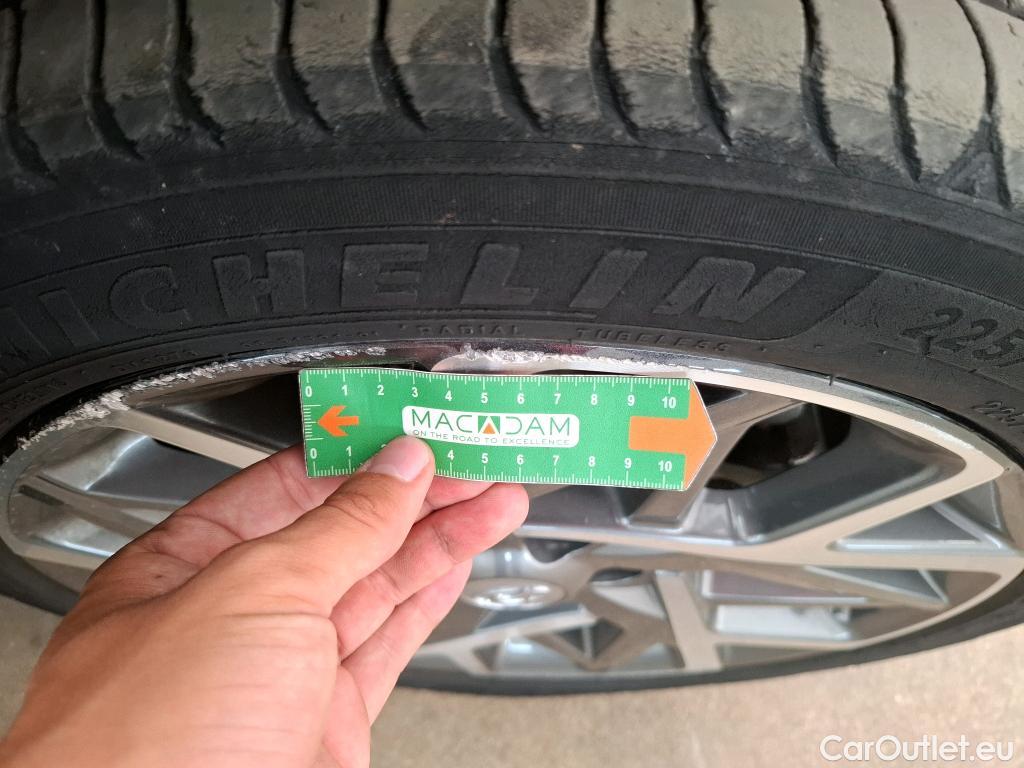 MICHELIN
RADIAL TUBELESS
225
0 1 2 3 4 5 6 7 8 9 10
MACADAM
ON THE ROAD TO EXCELLENCE
0 1 4 5 6 7 8 9 10
CarOutlet.eu